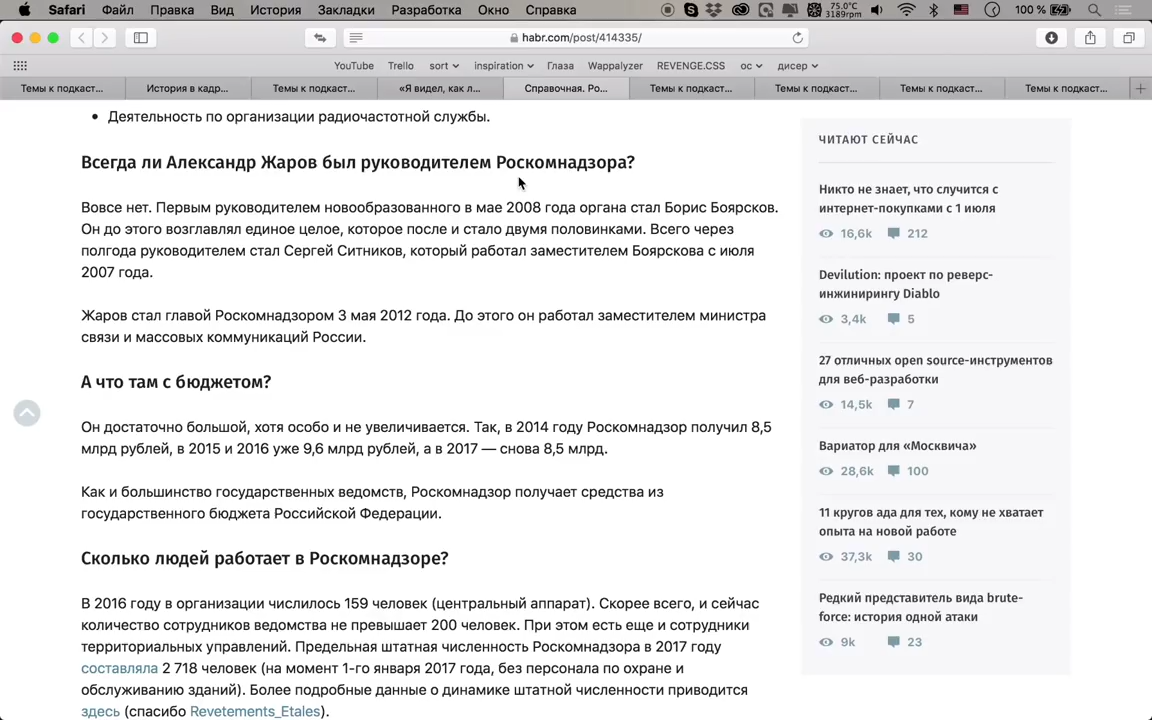 Safari Файл Правка Вид История Закладки Разработка Окно Справка 75.0°C 3189rpm 100 %
habr.com/post/414335/
YouTube Trello sort inspiration Глаза Wappalyzer REVENGE.CSS ос дисер
Темы к подкаст... История в кадр... Темы к подкаст... «Я видел, как л... Справочная. Ро... Темы к подкаст... Темы к подкаст... Темы к подкаст... Темы к подкаст...
• Деятельность по организации радиочастотной службы.
Всегда ли Александр Жаров был руководителем Роскомнадзора?
Вовсе нет. Первым руководителем новообразованного в мае 2008 года органа стал Борис Боярсков.
Он до этого возглавлял единое целое, которое после и стало двумя половинками. Всего через
полгода руководителем стал Сергей Ситников, который работал заместителем Боярскова с июля
2007 года.
Жаров стал главой Роскомнадзором 3 мая 2012 года. До этого он работал заместителем министра
связи и массовых коммуникаций России.
А что там с бюджетом?
Он достаточно большой, хотя особо и не увеличивается. Так, в 2014 году Роскомнадзор получил 8,5
млрд рублей, в 2015 и 2016 уже 9,6 млрд рублей, а в 2017 — снова 8,5 млрд.
Как и большинство государственных ведомств, Роскомнадзор получает средства из
государственного бюджета Российской Федерации.
Сколько людей работает в Роскомнадзоре?
В 2016 году в организации числилось 159 человек (центральный аппарат). Скорее всего, и сейчас
количество сотрудников ведомства не превышает 200 человек. При этом есть еще и сотрудники
территориальных управлений. Предельная штатная численность Роскомнадзора в 2017 году
составляла 2 718 человек (на момент 1-го января 2017 года, без персонала по охране и
обслуживанию зданий). Более подробные данные о динамике штатной численности приводится
здесь (спасибо Revetements_Etales).
ЧИТАЮТ СЕЙЧАС
Никто не знает, что случится с
интернет-покупками с 1 июля
16,6k 212
Devilution: проект по реверс-
инжинирингу Diablo
3,4k 5
27 отличных open source-инструментов
для веб-разработки
14,5k 7
Вариатор для «Москвича»
28,6k 100
11 кругов ада для тех, кому не хватает
опыта на новой работе
37,3k 30
Редкий представитель вида brute-
force: история одной атаки
9k 23